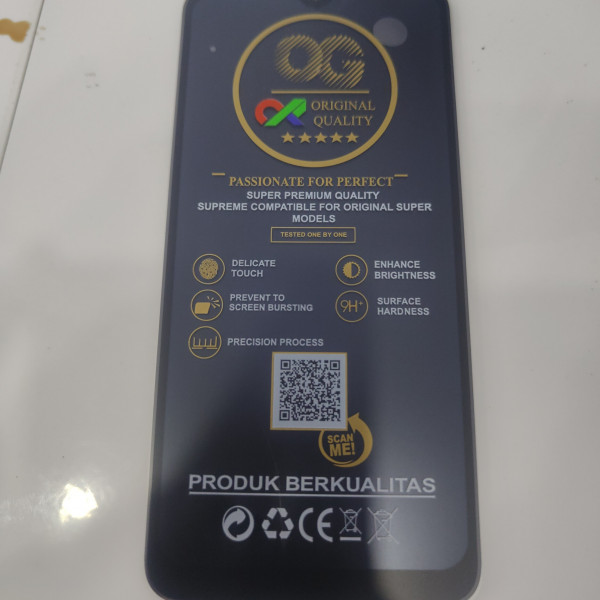 OG
ORIGINAL
QUALITY
PASSIONATE FOR PERFECT
SUPER PREMIUM QUALITY
SUPREME COMPATIBLE FOR ORIGINAL SUPER
MODELS
TESTED ONE BY ONE
DELICATE
TOUCH
ENHANCE
BRIGHTNESS
PREVENT TO
SCREEN BURSTING
9H+
SURFACE
HARDNESS
PRECISION PROCESS
SCAN
ME!
PRODUK BERKUALITAS
CE